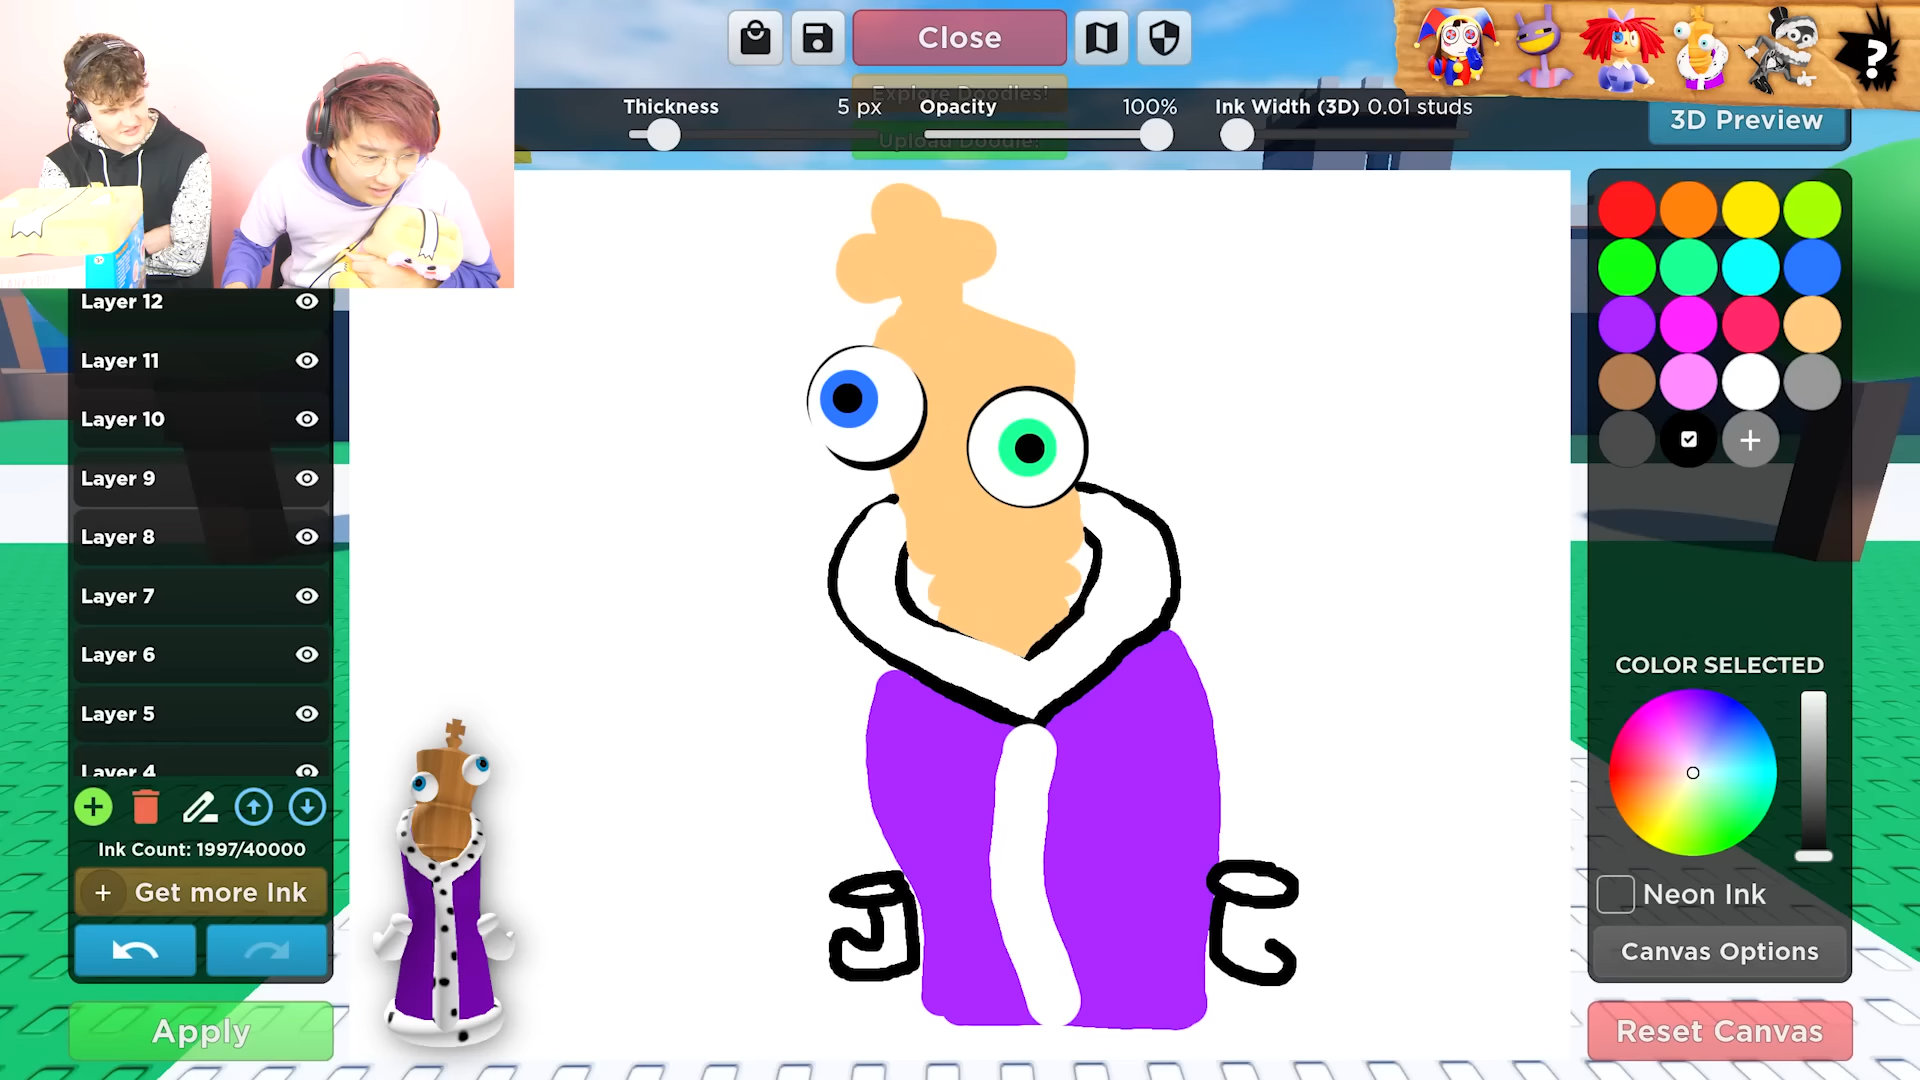 Close
Explore Doodles!
Upload Doodle!
Thickness
5 px
Opacity
100%
Ink Width (3D) 0.01 studs
3D Preview
?
Layer 12
Layer 11
Layer 10
Layer 9
Layer 8
Layer 7
Layer 6
Layer 5
Layer 4
Ink Count: 1997/40000
+ Get more Ink
Apply
COLOR SELECTED
Neon Ink
Canvas Options
Reset Canvas